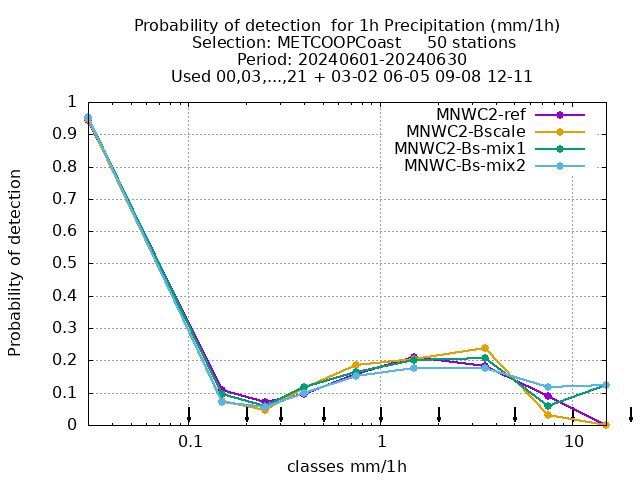 Probability of detection  for 1h Precipitation (mm/1h)
Selection: METCOOPCoast     50 stations
Period: 20240601-20240630
Used 00,03,...,21 + 03-02 06-05 09-08 12-11
MNWC2-ref
MNWC2-Bscale
MNWC2-Bs-mix1
MNWC-Bs-mix2
Probability of detection
1
0.9
0.8
0.7
0.6
0.5
0.4
0.3
0.2
0.1
0
0.1 1 10
classes mm/1h